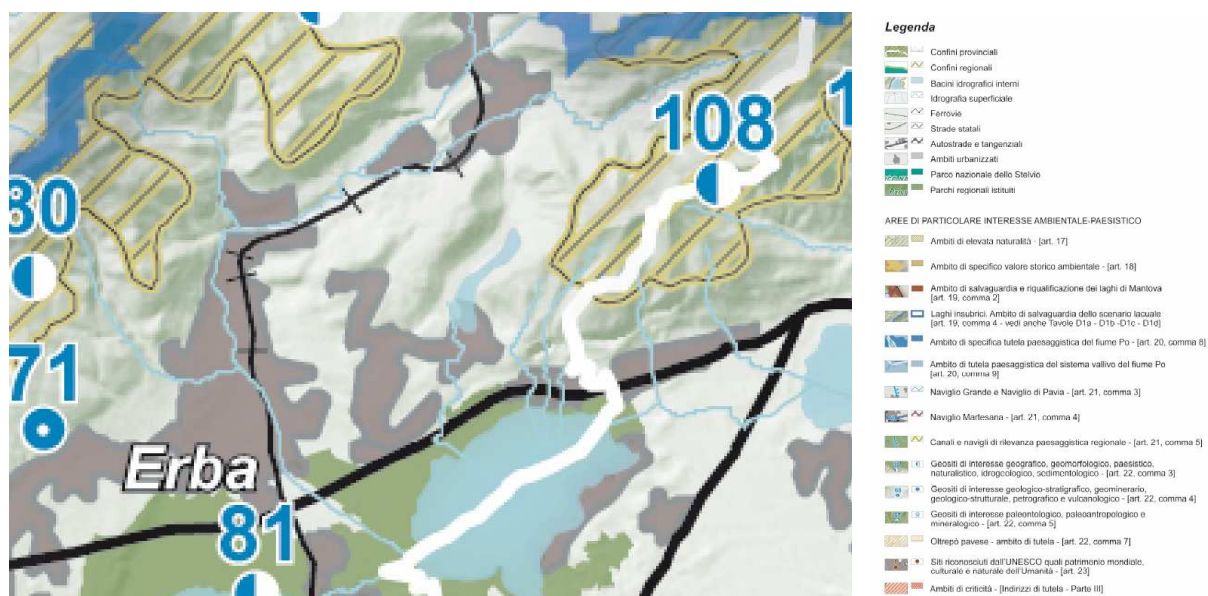 108
1
80
71
Erba
81
Legenda
Confini provinciali
Confini regionali
Bacini idrografici interni
Idrografia superficiale
Ferrovie
Strade statali
Autostrade e tangenziali
Ambiti urbanizzati
Parco nazionale dello Stelvio
Parchi regionali istituiti
AREE DI PARTICOLARE INTERESSE AMBIENTALE-PAESISTICO
Ambiti di elevata naturalità - [art. 17]
Ambito di specifico valore storico ambientale - [art. 18]
Ambito di salvaguardia e riqualificazione dei laghi di Mantova
[art. 19, comma 2]
Laghi insubrici. Ambito di salvaguardia dello scenario lacuale
[art. 19, comma 4 - vedi anche Tavole D1a - D1b -D1c - D1d]
Ambito di specifica tutela paesaggistica del fiume Po - [art. 20, comma 8]
Ambito di tutela paesaggistica del sistema vallivo del fiume Po
[art. 20, comma 9]
Naviglio Grande e Naviglio di Pavia - [art. 21, comma 3]
Naviglio Martesana - [art. 21, comma 4]
Canali e navigli di rilevanza paesaggistica regionale - [art. 21, comma 5]
Geositi di interesse geografico, geomorfologico, paesistico,
naturalistico, idrogeologico, sedimentologico - [art. 22, comma 3]
Geositi di interesse geologico-stratigrafico, geominerario,
geologico-strutturale, petrografico e vulcanologico - [art. 22, comma 4]
Geositi di interesse paleontologico, paleoantropologico e
mineralogico - [art. 22, comma 5]
Oltrepò pavese - ambito di tutela - [art. 22, comma 7]
Siti riconosciuti dall'UNESCO quali patrimonio mondiale,
culturale e naturale dell'Umanità - [art. 23]
Ambiti di criticità - [Indirizzi di tutela - Parte III]